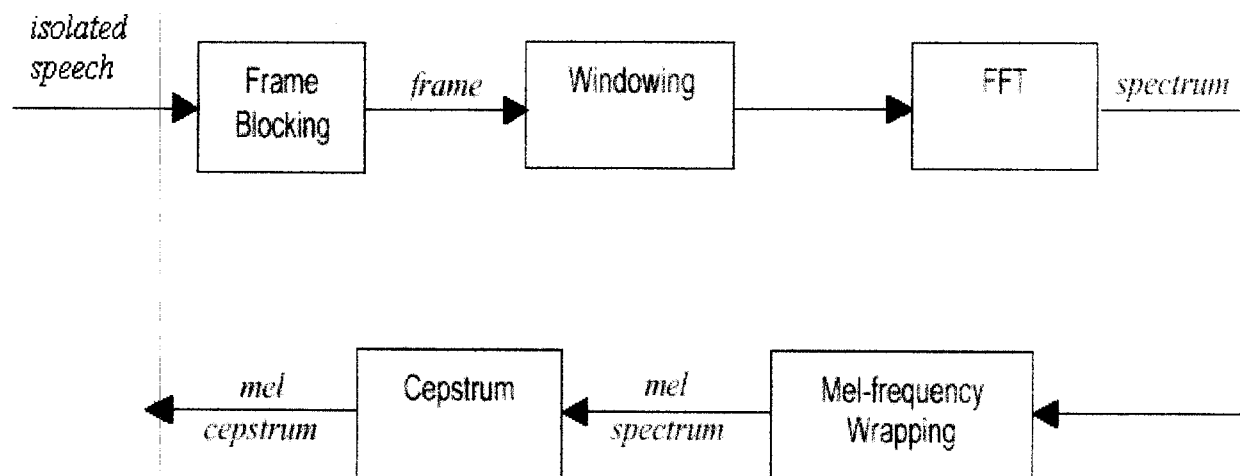 isolated
speech
Frame
Blocking
frame
Windowing
FFT
spectrum
mel
cepstrum
Cepstrum
mel
spectrum
Mel-frequency
Wrapping